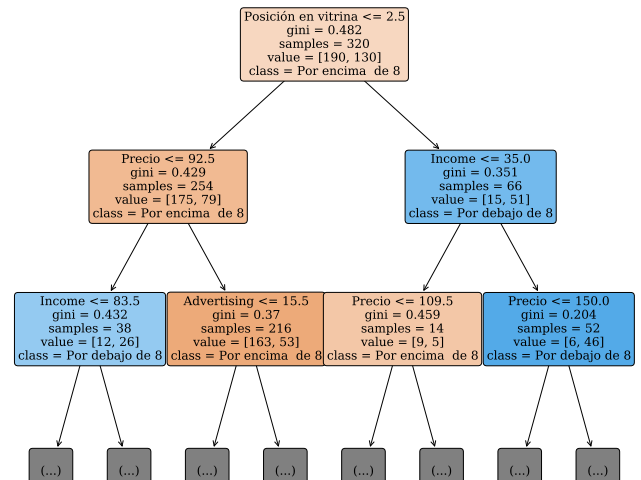 Posición en vitrina <= 2.5
gini = 0.482
samples = 320
value = [190, 130]
class = Por encima  de 8
Precio <= 92.5
gini = 0.429
samples = 254
value = [175, 79]
class = Por encima  de 8
Income <= 35.0
gini = 0.351
samples = 66
value = [15, 51]
class = Por debajo de 8
Income <= 83.5
gini = 0.432
samples = 38
value = [12, 26]
class = Por debajo de 8
Advertising <= 15.5
gini = 0.37
samples = 216
value = [163, 53]
class = Por encima  de 8
Precio <= 109.5
gini = 0.459
samples = 14
value = [9, 5]
class = Por encima  de 8
Precio <= 150.0
gini = 0.204
samples = 52
value = [6, 46]
class = Por debajo de 8
(...)
(...)
(...)
(...)
(...)
(...)
(...)
(...)